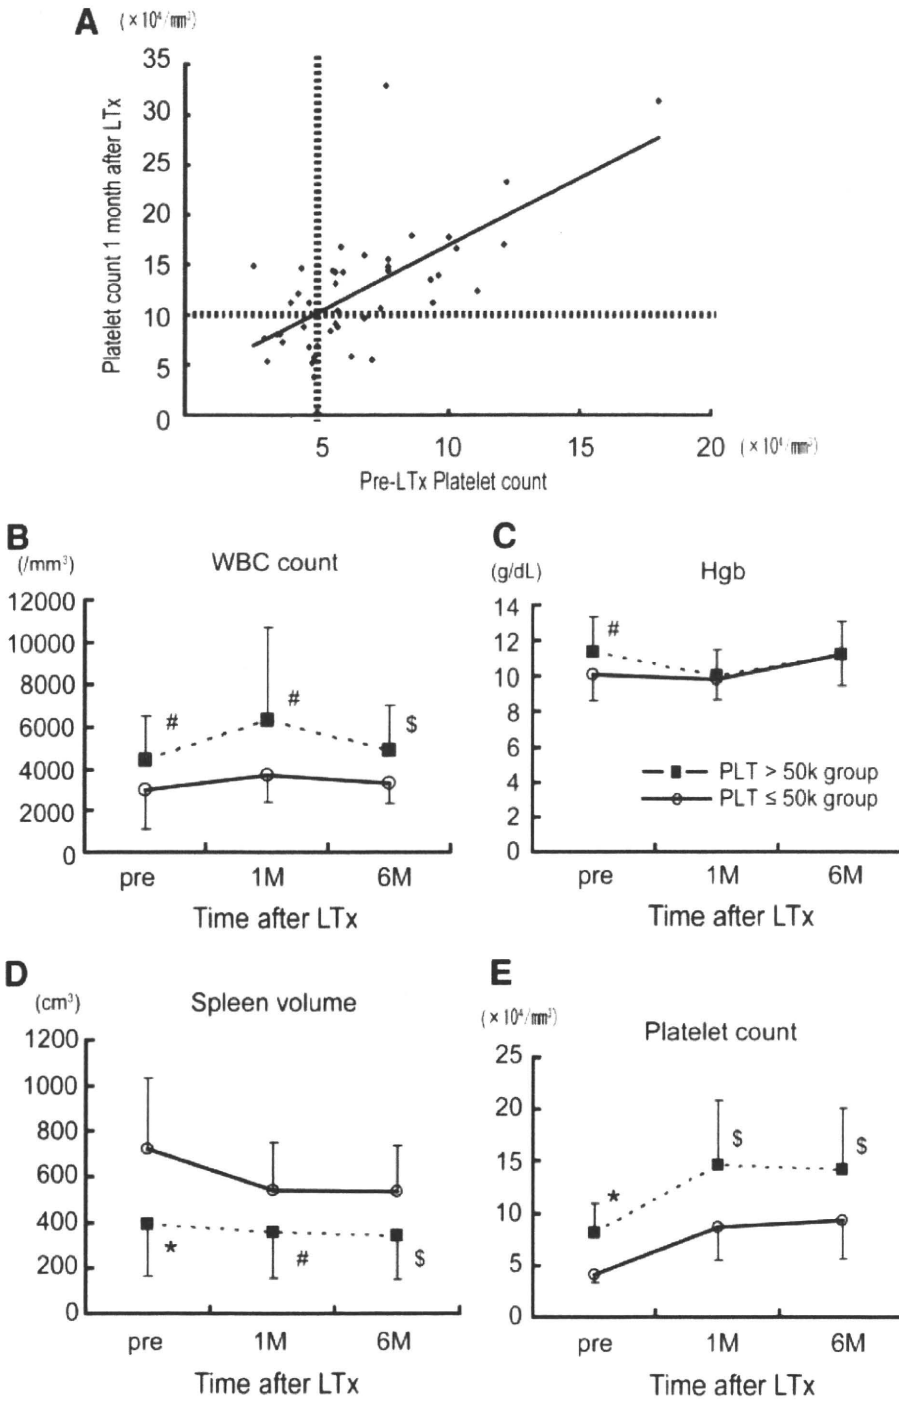 A
(×10⁴/mm³)
35
30
25
20
15
10
5
0
Platelet count 1 month after LTx
5
10
15
20
(×10⁴/mm³)
Pre-LTx Platelet count
B
(/mm³)
WBC count
12000
10000
8000
6000
4000
2000
0
#
#
$
pre
1M
6M
Time after LTx
C
(g/dL)
Hgb
14
12
10
8
6
4
2
0
#
PLT > 50k group
PLT ≤ 50k group
pre
1M
6M
Time after LTx
D
(cm³)
Spleen volume
1200
1000
800
600
400
200
0
*
#
$
pre
1M
6M
Time after LTx
E
(×10⁴/mm³)
Platelet count
25
20
15
10
5
0
*
$
$
pre
1M
6M
Time after LTx